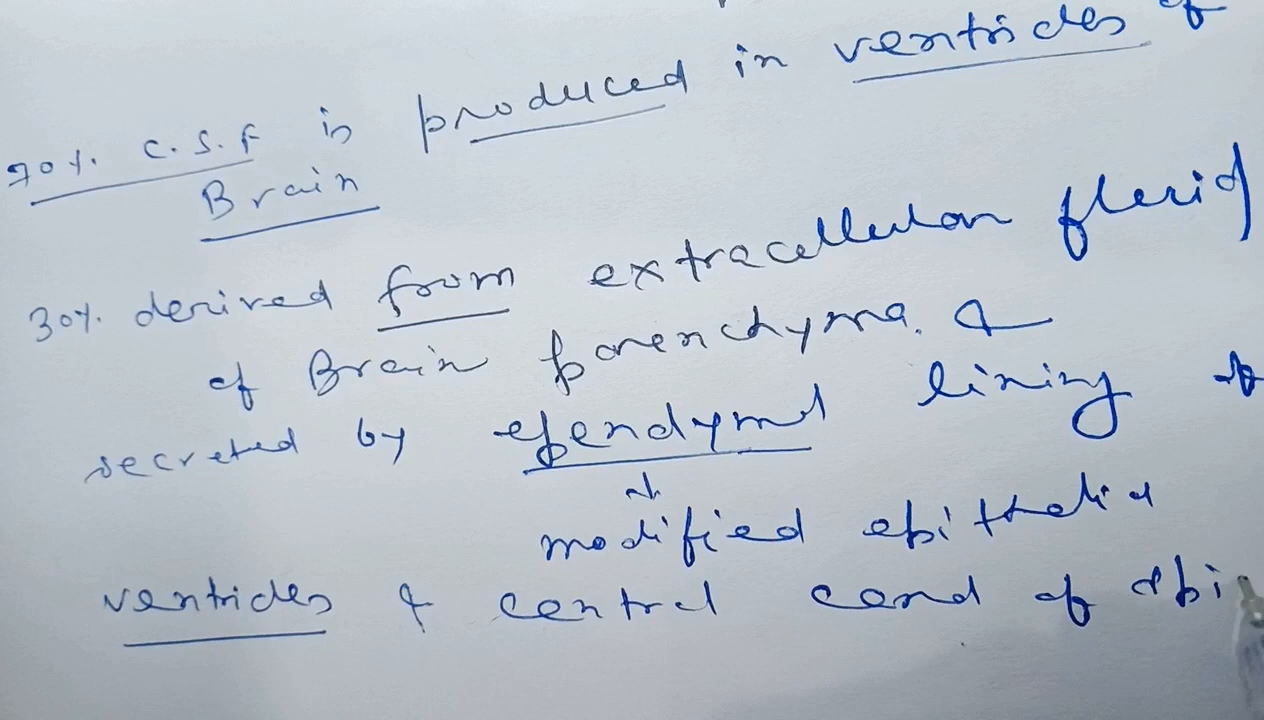 70%. C.S.F is produced in ventricles of
Brain
30%. derived from extracellular fluid
of Brain parenchyma. &
secreted by ependymal lining of
modified epithelial
ventricles & central canal of spi